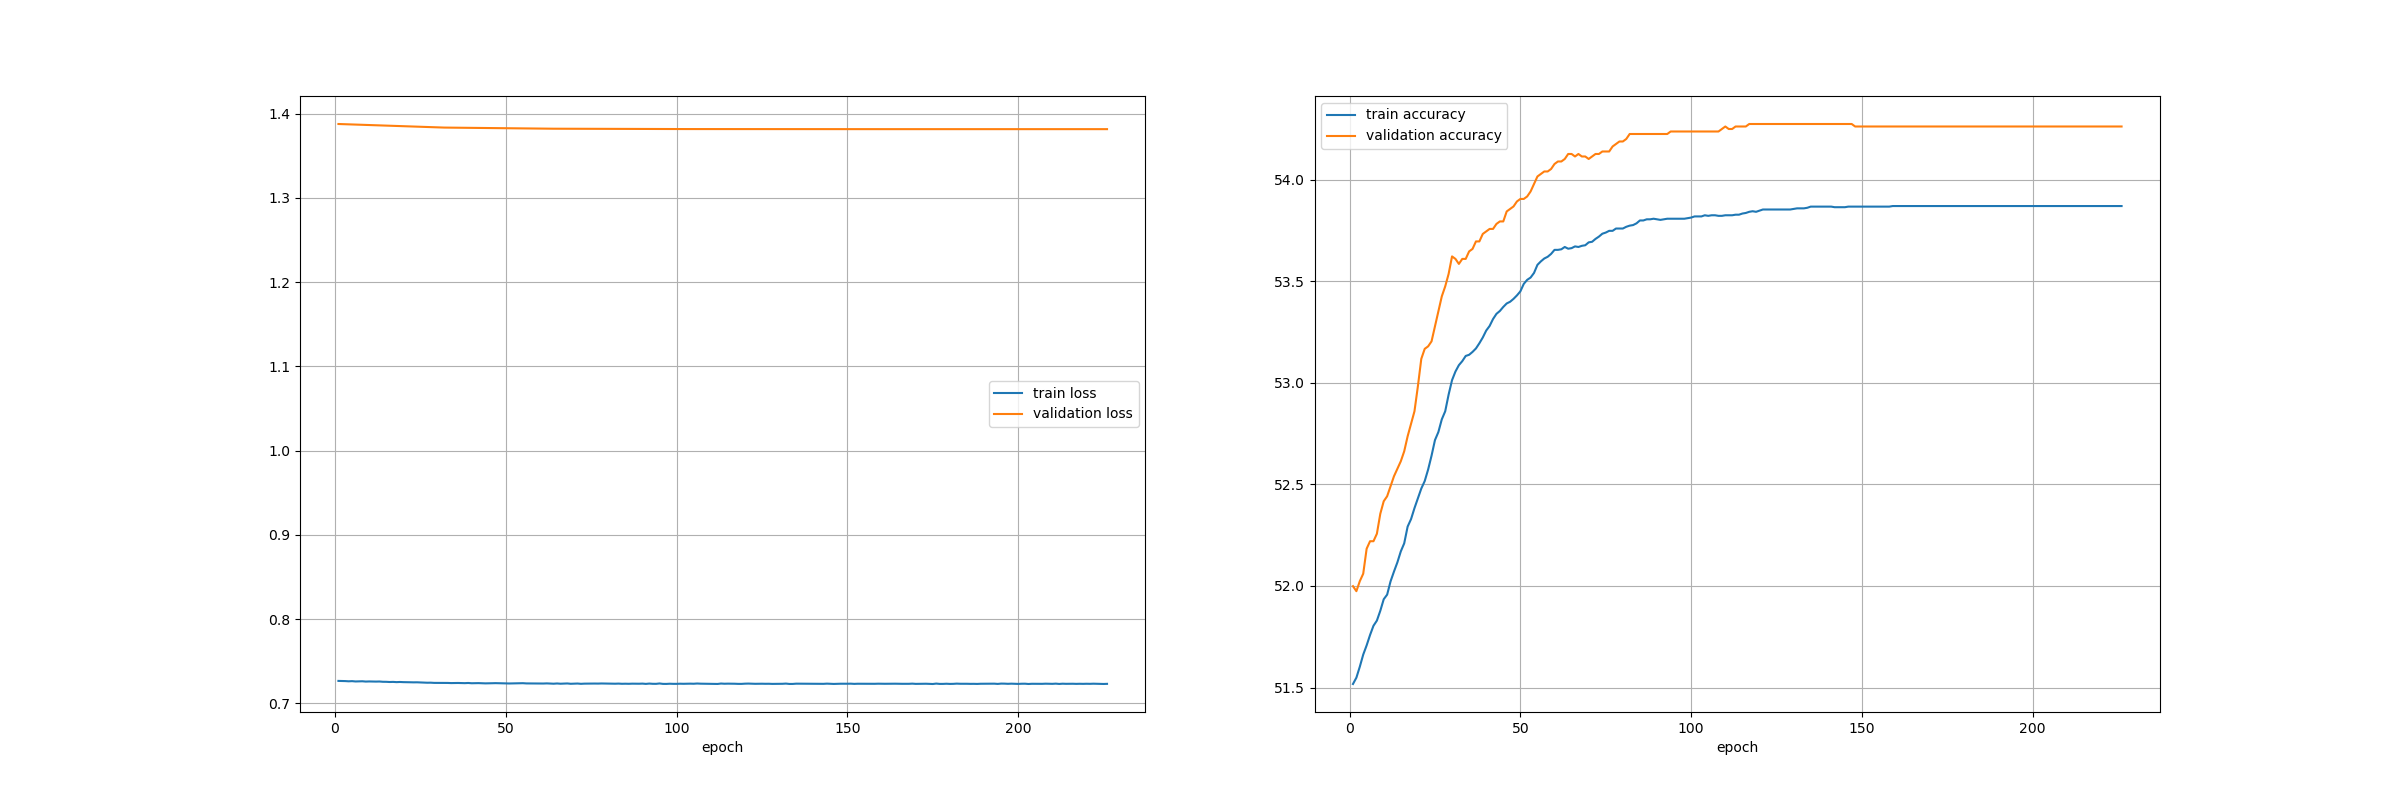 1.4
1.3
1.2
1.1
1.0
0.9
0.8
0.7
train loss
validation loss
0 50 100 150 200
epoch
train accuracy
validation accuracy
54.0
53.5
53.0
52.5
52.0
51.5
0 50 100 150 200
epoch